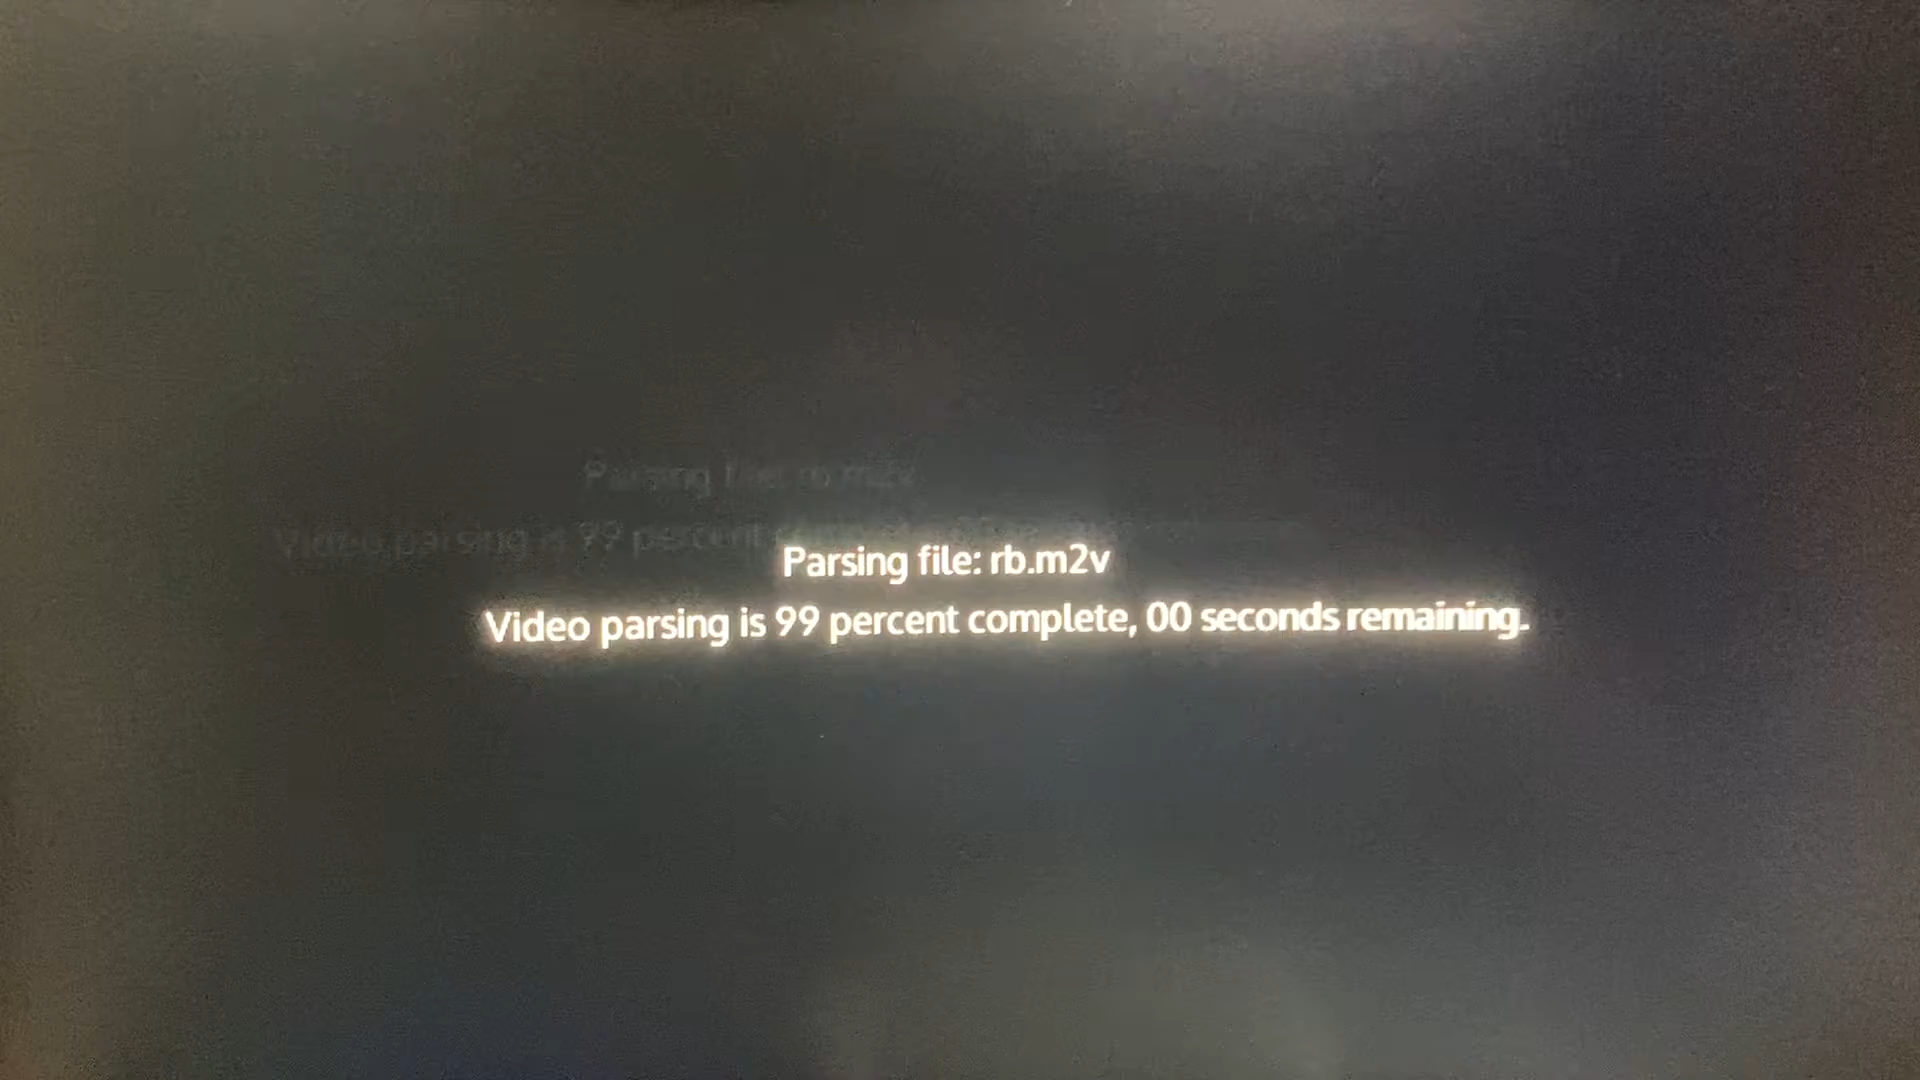 Parsing file: rb.m2v
Video parsing is 99 percent complete, 00 seconds remaining.